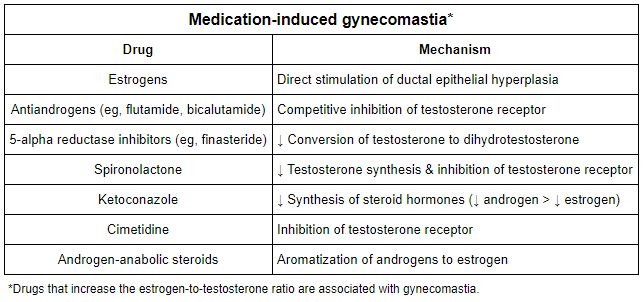 Medication-induced gynecomastia*
Drug Mechanism
Estrogens Direct stimulation of ductal epithelial hyperplasia
Antiandrogens (eg, flutamide, bicalutamide) Competitive inhibition of testosterone receptor
5-alpha reductase inhibitors (eg, finasteride) ↓ Conversion of testosterone to dihydrotestosterone
Spironolactone ↓ Testosterone synthesis & inhibition of testosterone receptor
Ketoconazole ↓ Synthesis of steroid hormones (↓ androgen > ↓ estrogen)
Cimetidine Inhibition of testosterone receptor
Androgen-anabolic steroids Aromatization of androgens to estrogen
*Drugs that increase the estrogen-to-testosterone ratio are associated with gynecomastia.